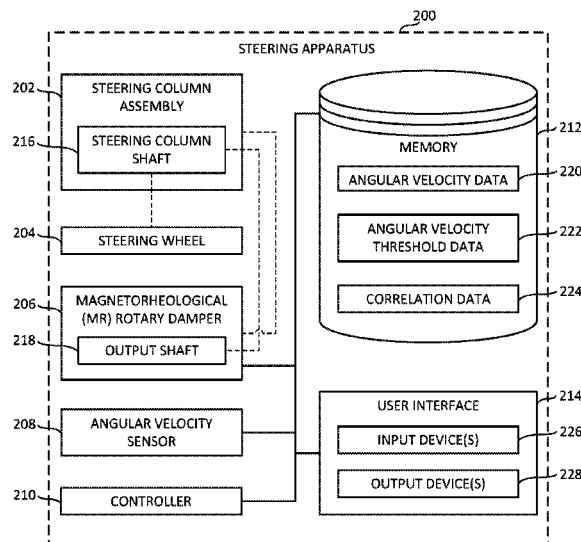 200
STEERING APPARATUS
202
STEERING COLUMN
ASSEMBLY
216
STEERING COLUMN
SHAFT
204
STEERING WHEEL
206
MAGNETORHEOLOGICAL
(MR) ROTARY DAMPER
218
OUTPUT SHAFT
208
ANGULAR VELOCITY
SENSOR
210
CONTROLLER
212
MEMORY
220
ANGULAR VELOCITY DATA
222
ANGULAR VELOCITY
THRESHOLD DATA
224
CORRELATION DATA
214
USER INTERFACE
226
INPUT DEVICE(S)
228
OUTPUT DEVICE(S)